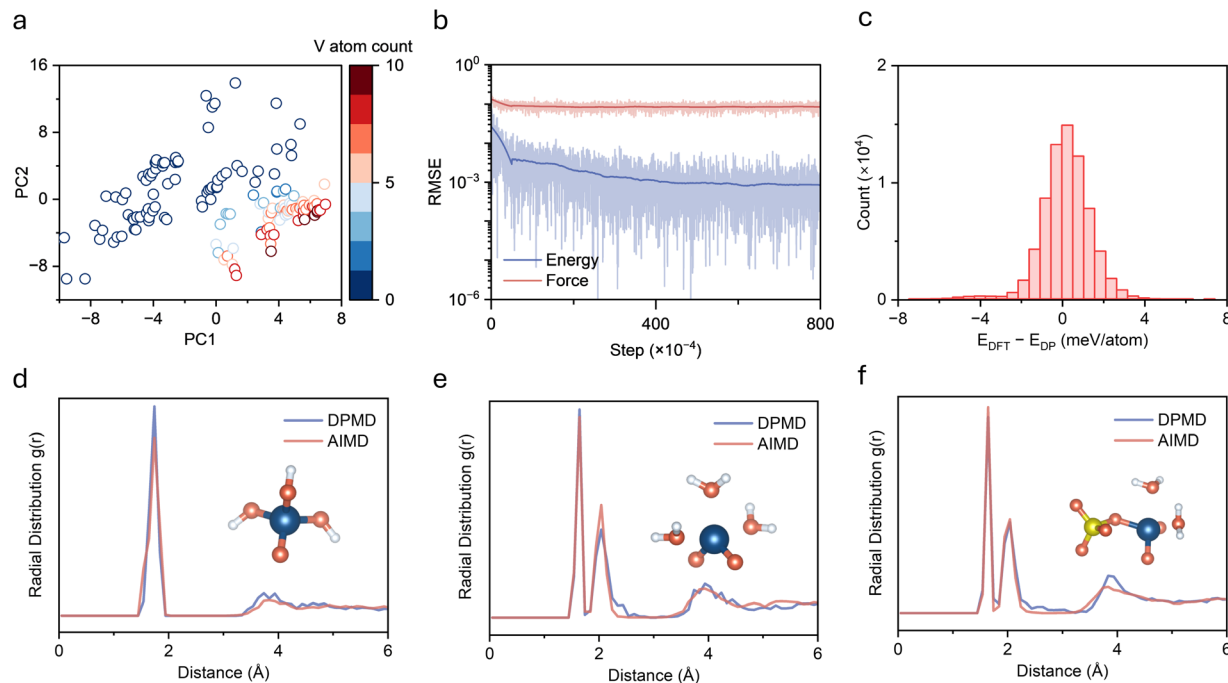 a
V atom count
16
12
8
4
0
−4
−8
−8
−4
0
4
8
PC2
PC1
10
5
0
b
10⁰
10⁻³
10⁻⁶
RMSE
Energy
Force
0
400
800
Step (×10⁻⁴)
c
2
1
0
Count (× 10⁴)
−8
−4
0
4
8
E_DFT − E_DP (meV/atom)
d
Radial Distribution g(r)
DPMD
AIMD
0
2
4
6
Distance (Å)
e
Radial Distribution g(r)
DPMD
AIMD
0
2
4
6
Distance (Å)
f
Radial Distribution g(r)
DPMD
AIMD
0
2
4
6
Distance (Å)